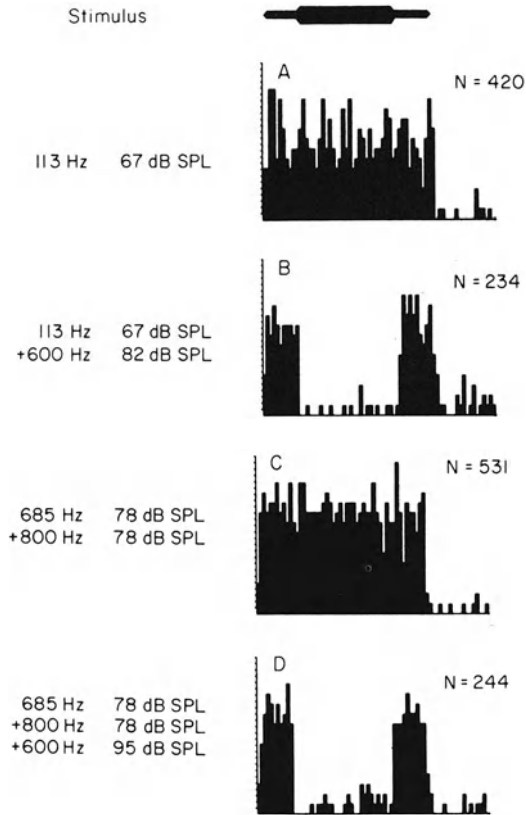 Stimulus
A
N = 420
113 Hz 67 dB SPL
B
N = 234
113 Hz 67 dB SPL
+600 Hz 82 dB SPL
C
N = 531
685 Hz 78 dB SPL
+800 Hz 78 dB SPL
D
N = 244
685 Hz 78 dB SPL
+800 Hz 78 dB SPL
+600 Hz 95 dB SPL